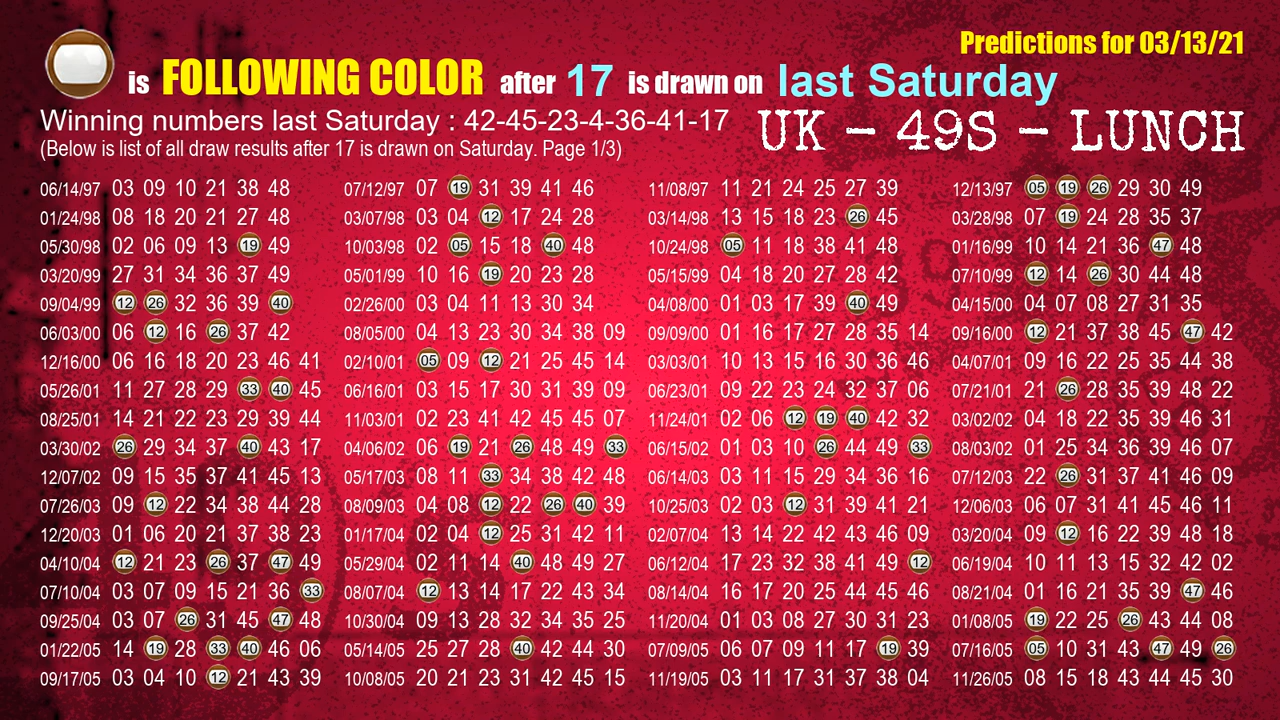 Predictions for 03/13/21
is FOLLOWING COLOR after 17 is drawn on last Saturday
Winning numbers last Saturday : 42-45-23-4-36-41-17
UK - 49S - LUNCH
(Below is list of all draw results after 17 is drawn on Saturday. Page 1/3)
06/14/97 03 09 10 21 38 48 07/12/97 07 19 31 39 41 46 11/08/97 11 21 24 25 27 39 12/13/97 05 19 26 29 30 49
01/24/98 08 18 20 21 27 48 03/07/98 03 04 12 17 24 28 03/14/98 13 15 18 23 26 45 03/28/98 07 19 24 28 35 37
05/30/98 02 06 09 13 19 49 10/03/98 02 05 15 18 40 48 10/24/98 05 11 18 38 41 48 01/16/99 10 14 21 36 47 48
03/20/99 27 31 34 36 37 49 05/01/99 10 16 19 20 23 28 05/15/99 04 18 20 27 28 42 07/10/99 12 14 26 30 44 48
09/04/99 12 26 32 36 39 40 02/26/00 03 04 11 13 30 34 04/08/00 01 03 17 39 40 49 04/15/00 04 07 08 27 31 35
06/03/00 06 12 16 26 37 42 08/05/00 04 13 23 30 34 38 09 09/09/00 01 16 17 27 28 35 14 09/16/00 12 21 37 38 45 47 42
12/16/00 06 16 18 20 23 46 41 02/10/01 05 09 12 21 25 45 14 03/03/01 10 13 15 16 30 36 46 04/07/01 09 16 22 25 35 44 38
05/26/01 11 27 28 29 33 40 45 06/16/01 03 15 17 30 31 39 09 06/23/01 09 22 23 24 32 37 06 07/21/01 21 26 28 35 39 48 22
08/25/01 14 21 22 23 29 39 44 11/03/01 02 23 41 42 45 45 07 11/24/01 02 06 12 19 40 42 32 03/02/02 04 18 22 35 39 46 31
03/30/02 26 29 34 37 40 43 17 04/06/02 06 19 21 26 48 49 33 06/15/02 01 03 10 26 44 49 33 08/03/02 01 25 34 36 39 46 07
12/07/02 09 15 35 37 41 45 13 05/17/03 08 11 33 34 38 42 48 06/14/03 03 11 15 29 34 36 16 07/12/03 22 26 31 37 41 46 09
07/26/03 09 12 22 34 38 44 28 08/09/03 04 08 12 22 26 40 39 10/25/03 02 03 12 31 39 41 21 12/06/03 06 07 31 41 45 46 11
12/20/03 01 06 20 21 37 38 23 01/17/04 02 04 12 25 31 42 11 02/07/04 13 14 22 42 43 46 09 03/20/04 09 12 16 22 39 48 18
04/10/04 12 21 23 26 37 47 49 05/29/04 02 11 14 40 48 49 27 06/12/04 17 23 32 38 41 49 12 06/19/04 10 11 13 15 32 42 02
07/10/04 03 07 09 15 21 36 33 08/07/04 12 13 14 17 22 43 34 08/14/04 16 17 20 25 44 45 46 08/21/04 01 16 21 35 39 47 46
09/25/04 03 07 26 31 45 47 48 10/30/04 09 13 28 32 34 35 25 11/20/04 01 03 08 27 30 31 23 01/08/05 19 22 25 26 43 44 08
01/22/05 14 19 28 33 40 46 06 05/14/05 25 27 28 40 42 44 30 07/09/05 06 07 09 11 17 19 39 07/16/05 05 10 31 43 47 49 26
09/17/05 03 04 10 12 21 43 39 10/08/05 20 21 23 31 42 45 15 11/19/05 03 11 17 31 37 38 04 11/26/05 08 15 18 43 44 45 30